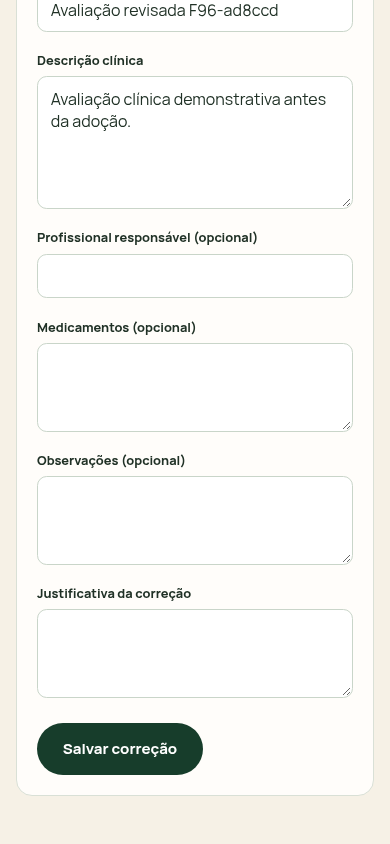 Avaliação revisada F96-ad8ccd
Descrição clínica
Avaliação clínica demonstrativa antes
da adoção.
Profissional responsável (opcional)
Medicamentos (opcional)
Observações (opcional)
Justificativa da correção
Salvar correção